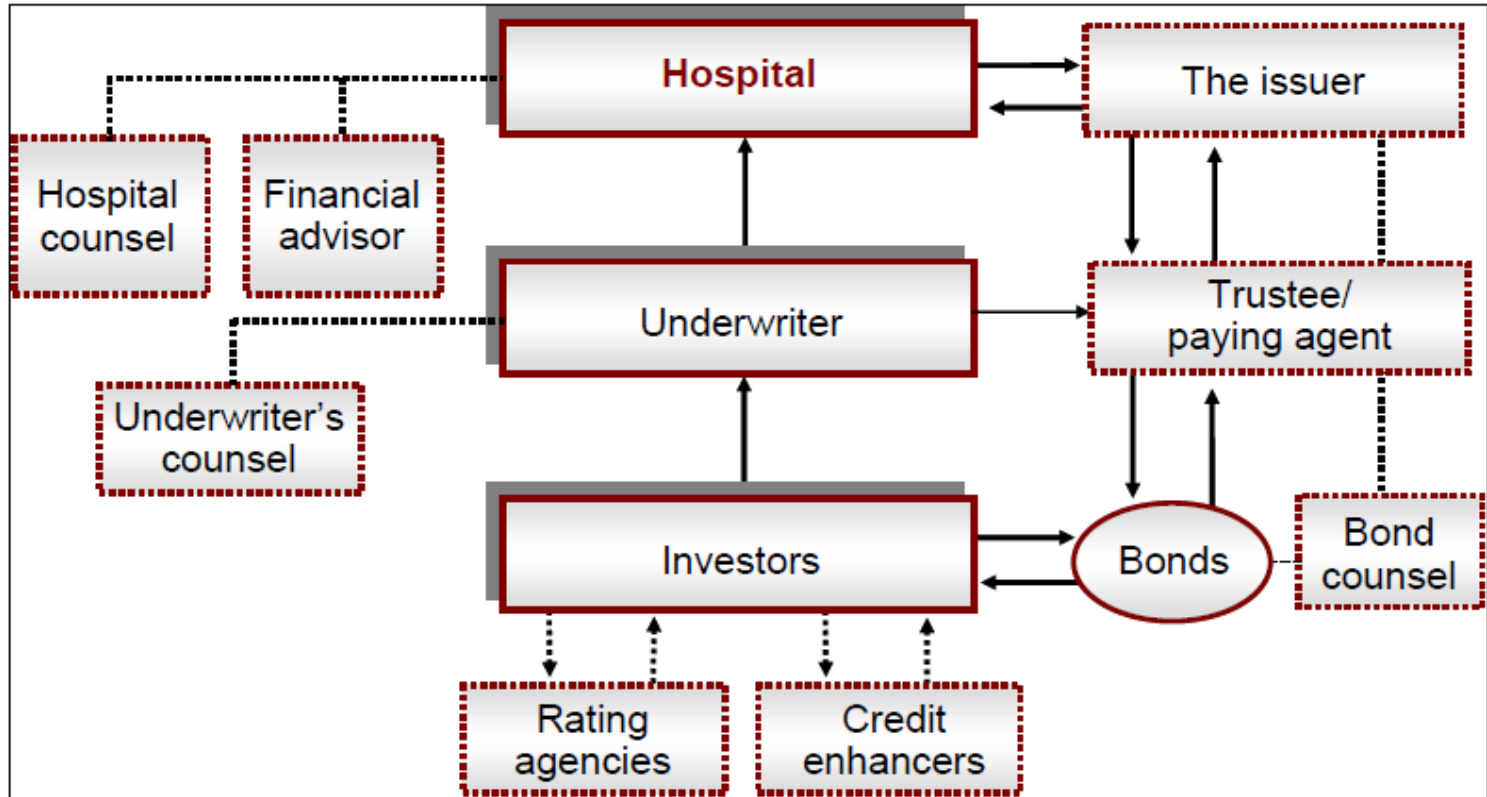 Hospital
The issuer
Hospital
counsel
Financial
advisor
Underwriter
Trustee/
paying agent
Underwriter's
counsel
Investors
Bonds
Bond
counsel
Rating
agencies
Credit
enhancers